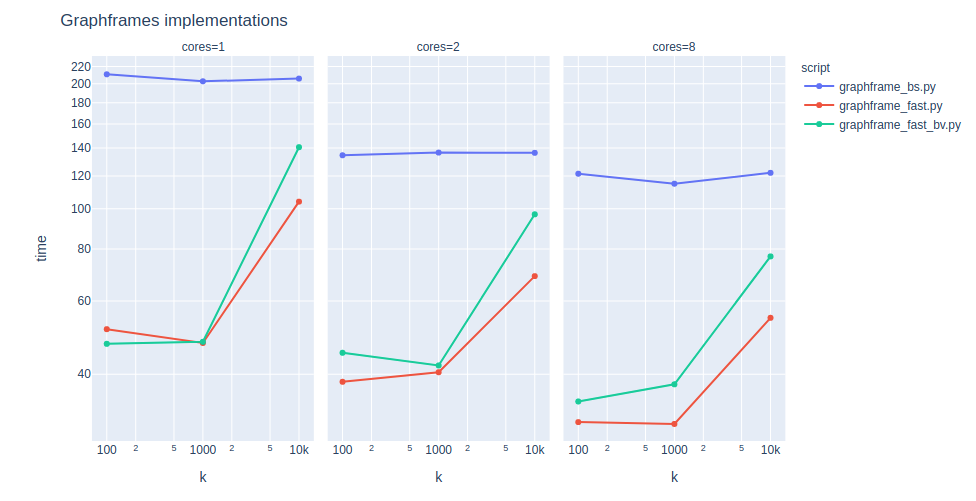 Graphframes implementations
cores=1
cores=2
cores=8
script
graphframe_bs.py
graphframe_fast.py
graphframe_fast_bv.py
time
220
200
180
160
140
120
100
80
60
40
100 2 5 1000 2 5 10k
100 2 5 1000 2 5 10k
100 2 5 1000 2 5 10k
k
k
k